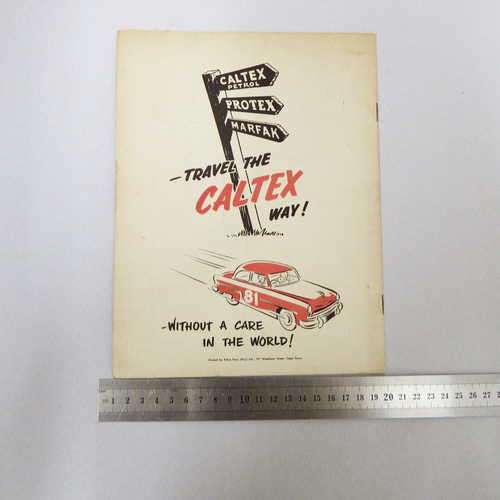 CALTEX
PETROL
PROTEX
MARFAK
—TRAVEL THE
CALTEX
WAY!
81
-WITHOUT A CARE
IN THE WORLD!
1 2 3 4 5 6 7 8 9 10 11 12 13 14 15 16 17 18 19 20 21 22 23 24 25 26 27